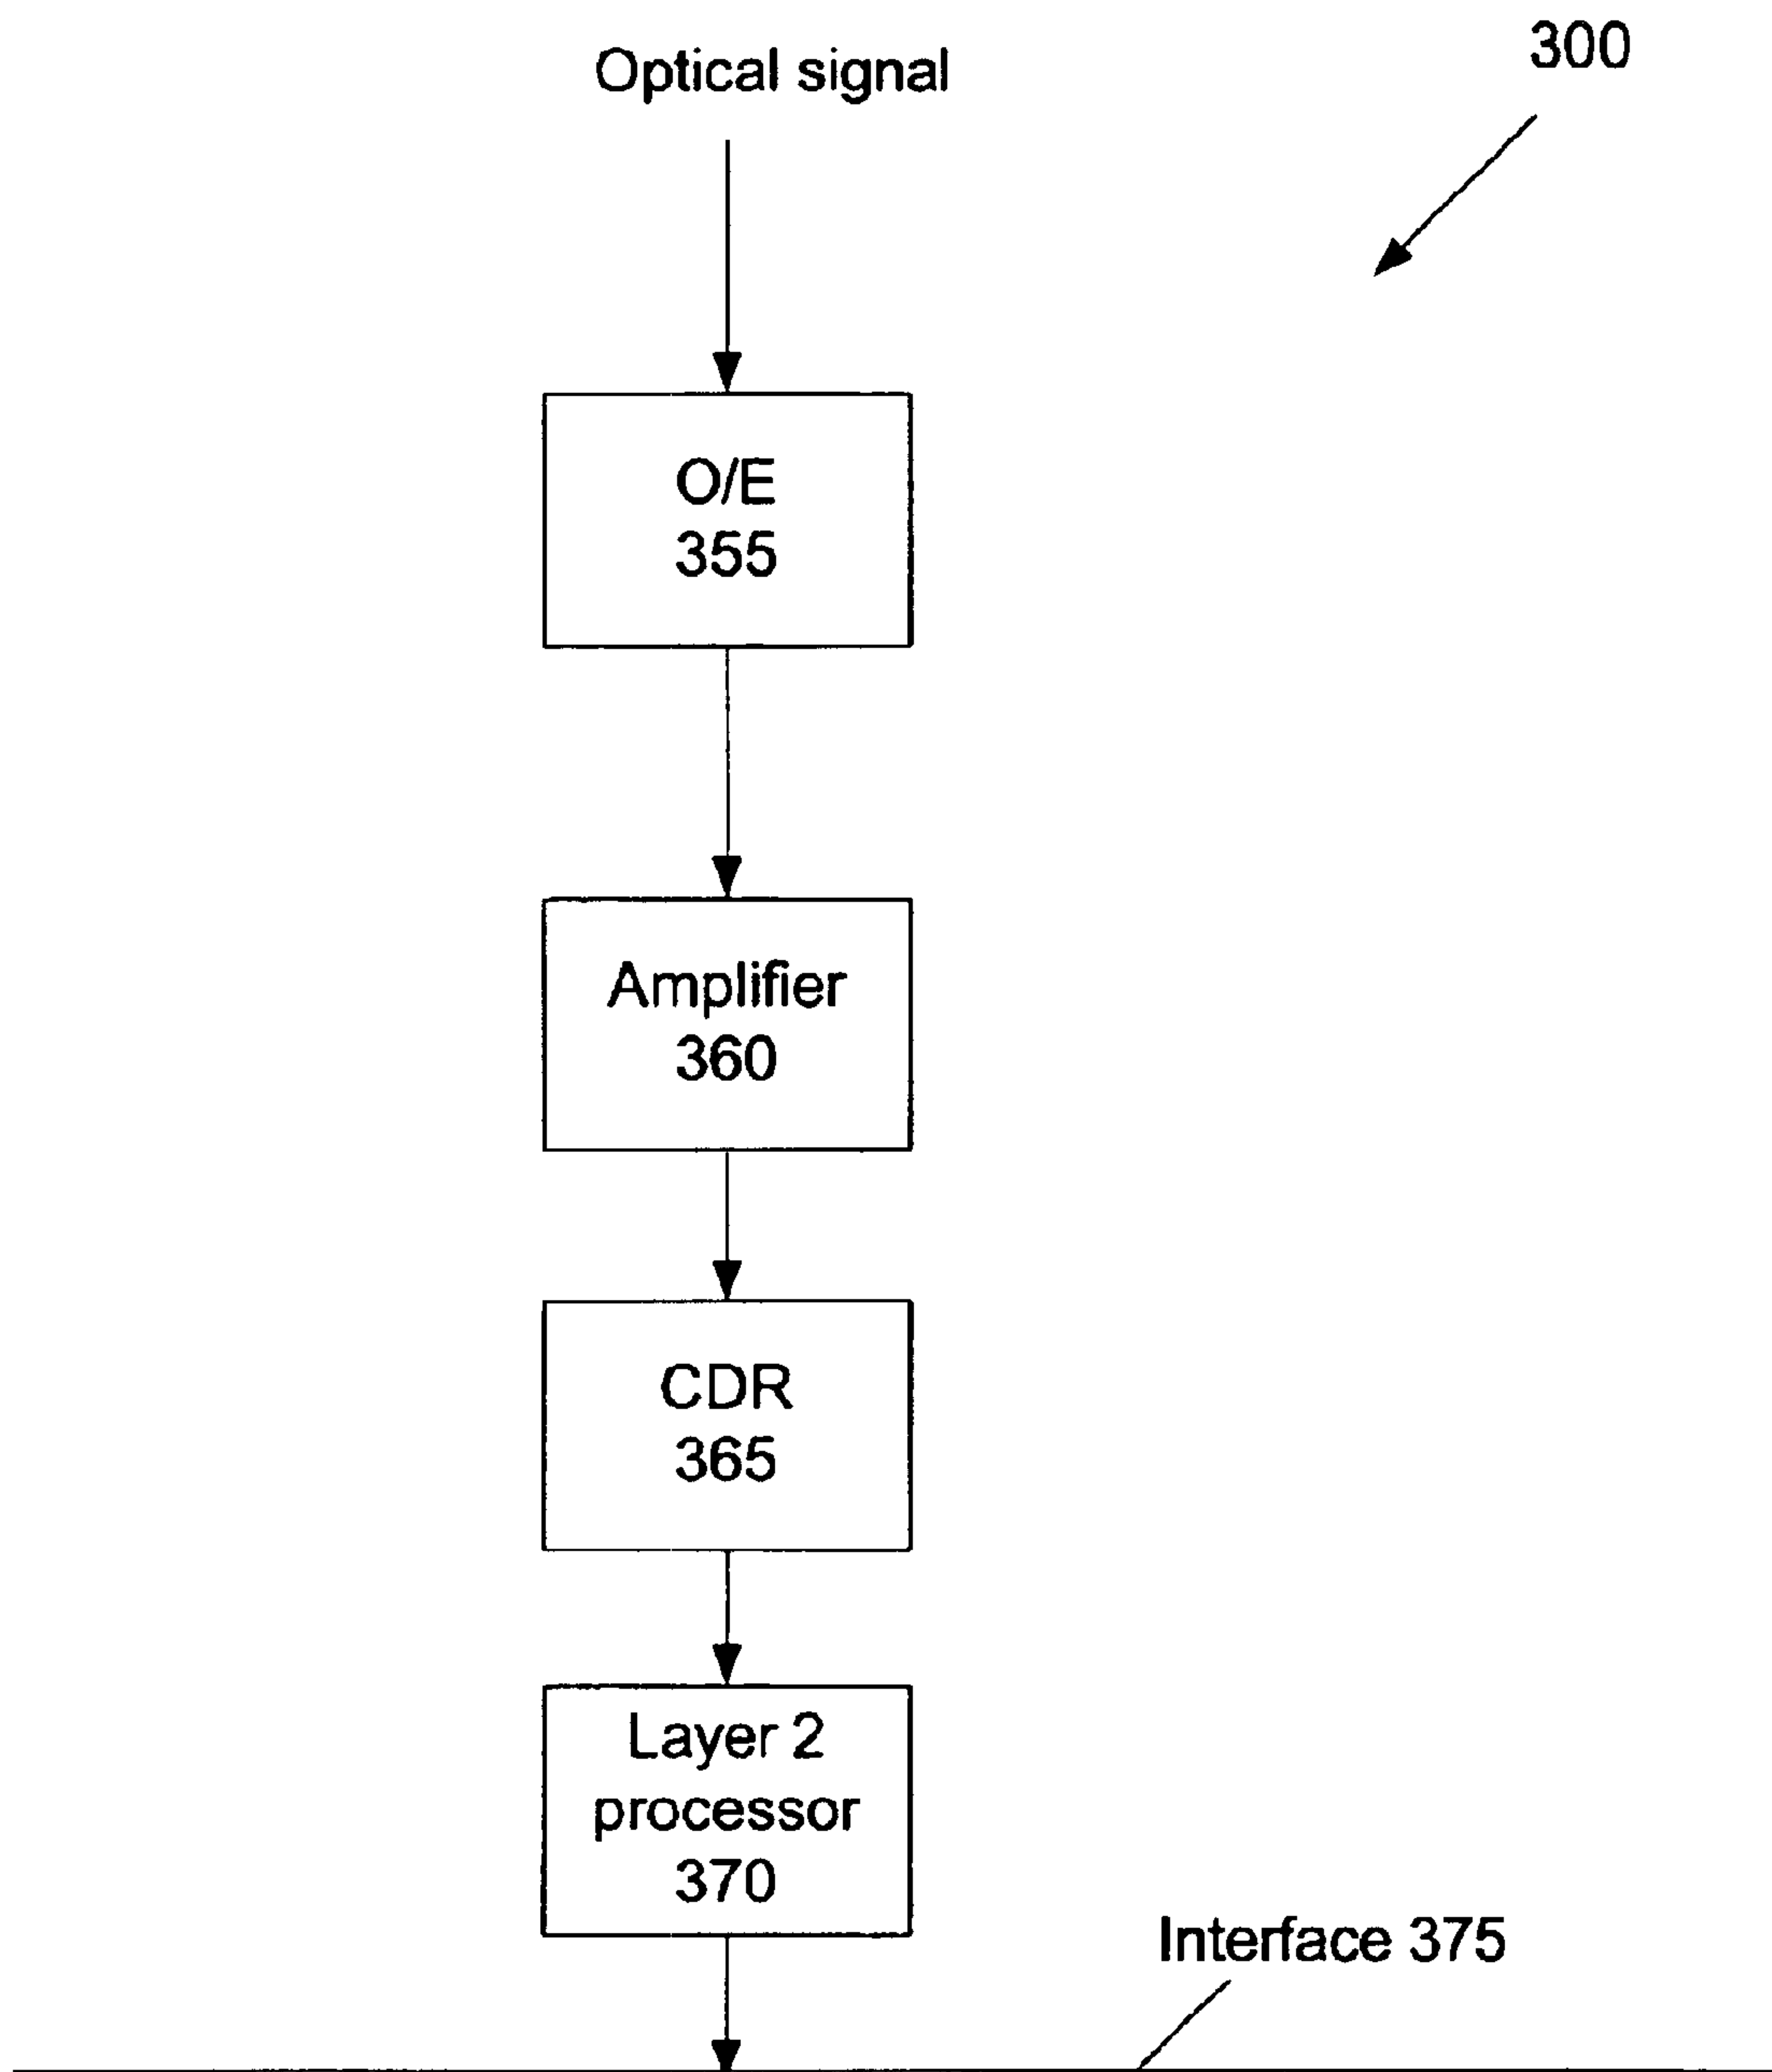 300
Optical signal
O/E
355
Amplifier
360
CDR
365
Layer 2
processor
370
Interface 375